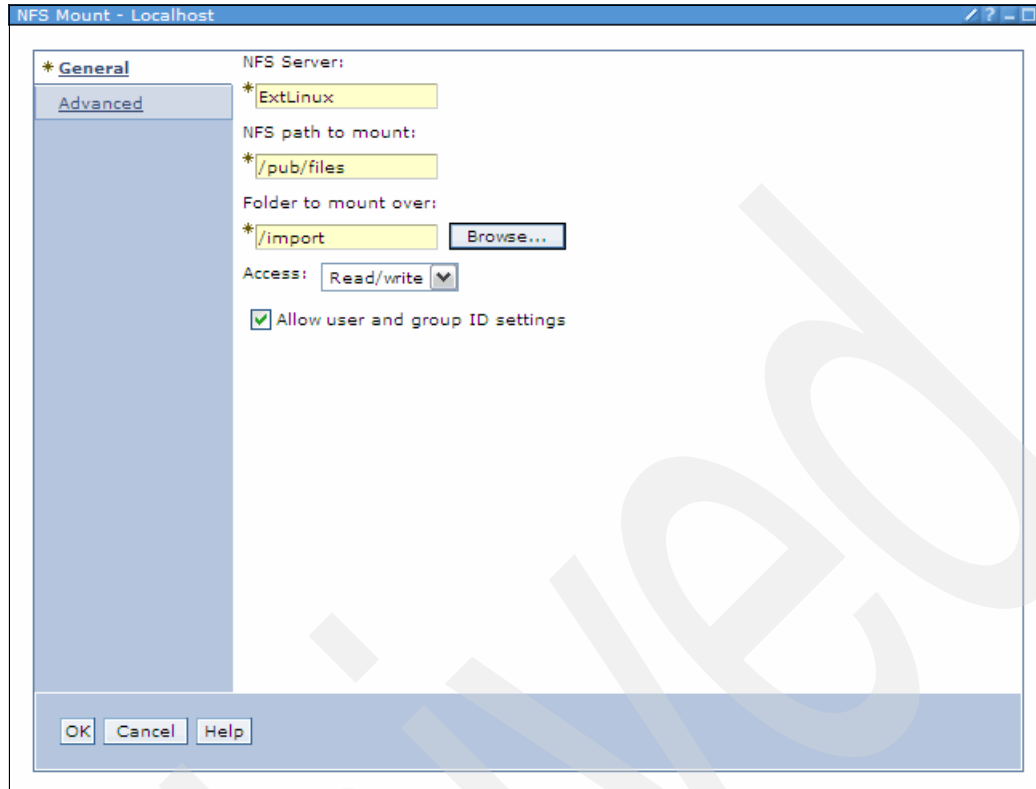 NFS Mount - Localhost
* General
Advanced
NFS Server:
* ExtLinux
NFS path to mount:
* /pub/files
Folder to mount over:
* /import Browse...
Access: Read/write
Allow user and group ID settings
OK Cancel Help